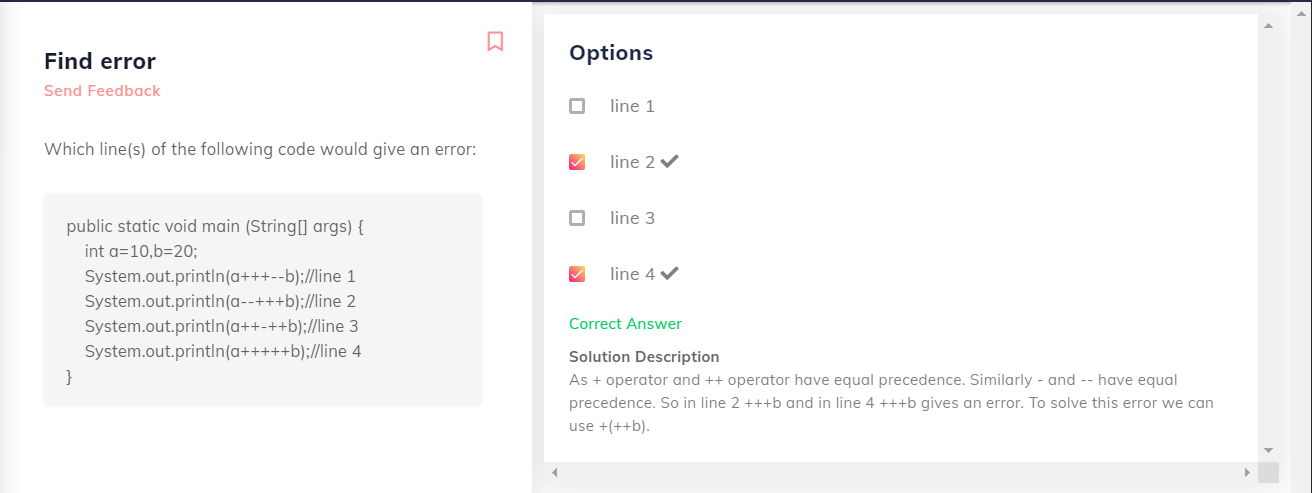 Find error
Send Feedback
Which line(s) of the following code would give an error:
public static void main (String[] args) {
int a=10,b=20;
System.out.println(a+++--b);//line 1
System.out.println(a--+++b);//line 2
System.out.println(a++-++b);//line 3
System.out.println(a+++++b);//line 4
}
Options
line 1
line 2
line 3
line 4
Correct Answer
Solution Description
As + operator and ++ operator have equal precedence. Similarly - and -- have equal
precedence. So in line 2 +++b and in line 4 +++b gives an error. To solve this error we can
use +(++b).